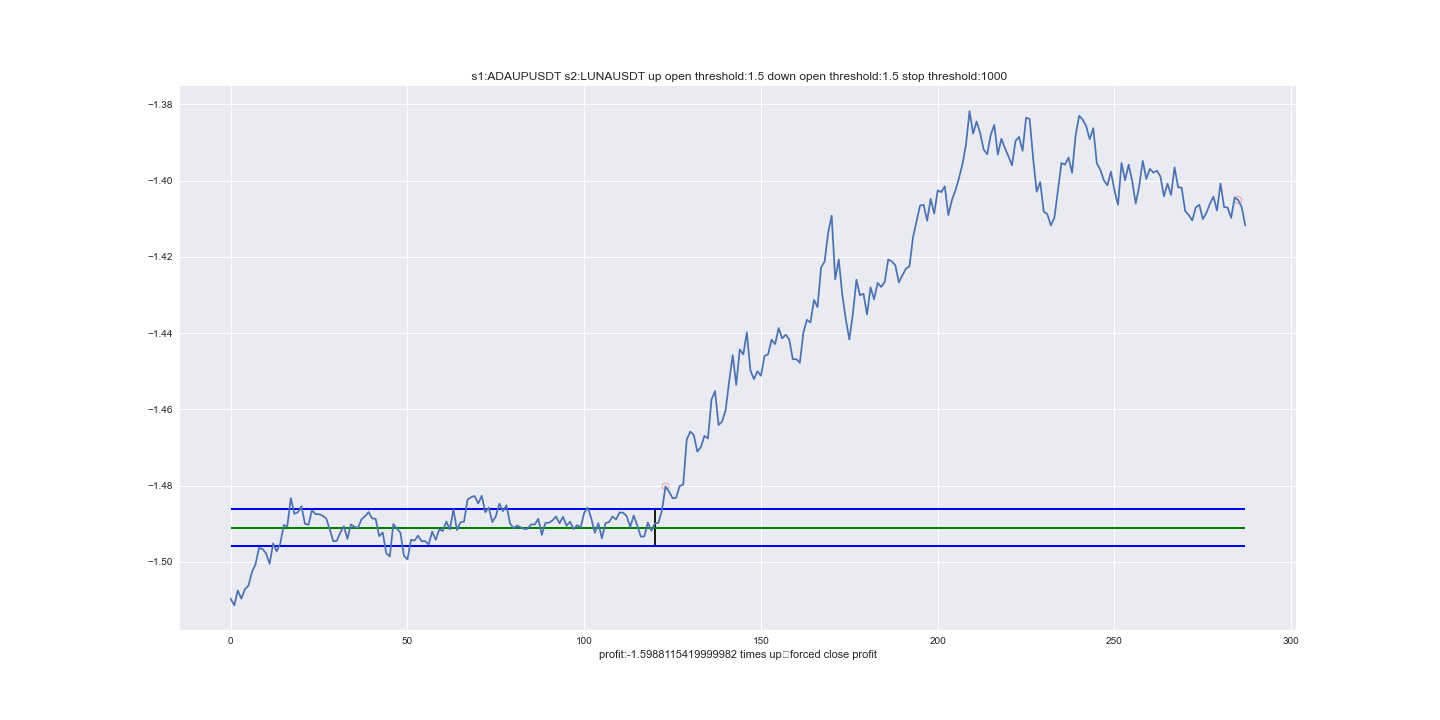 s1:ADAUPUSDT s2:LUNAUSDT up open threshold:1.5 down open threshold:1.5 stop threshold:1000
−1.38
−1.40
−1.42
−1.44
−1.46
−1.48
−1.50
0 50 100 150 200 250 300
profit:-1.5988115419999982 times up□forced close profit